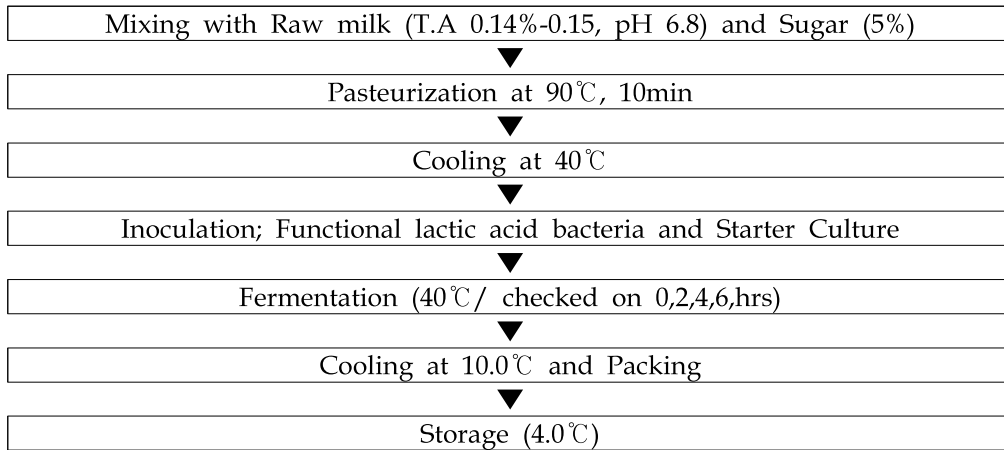 Mixing with Raw milk (T.A 0.14%-0.15, pH 6.8) and Sugar (5%)
Pasteurization at 90℃, 10min
Cooling at 40℃
Inoculation; Functional lactic acid bacteria and Starter Culture
Fermentation (40℃/ checked on 0,2,4,6,hrs)
Cooling at 10.0℃ and Packing
Storage (4.0℃)